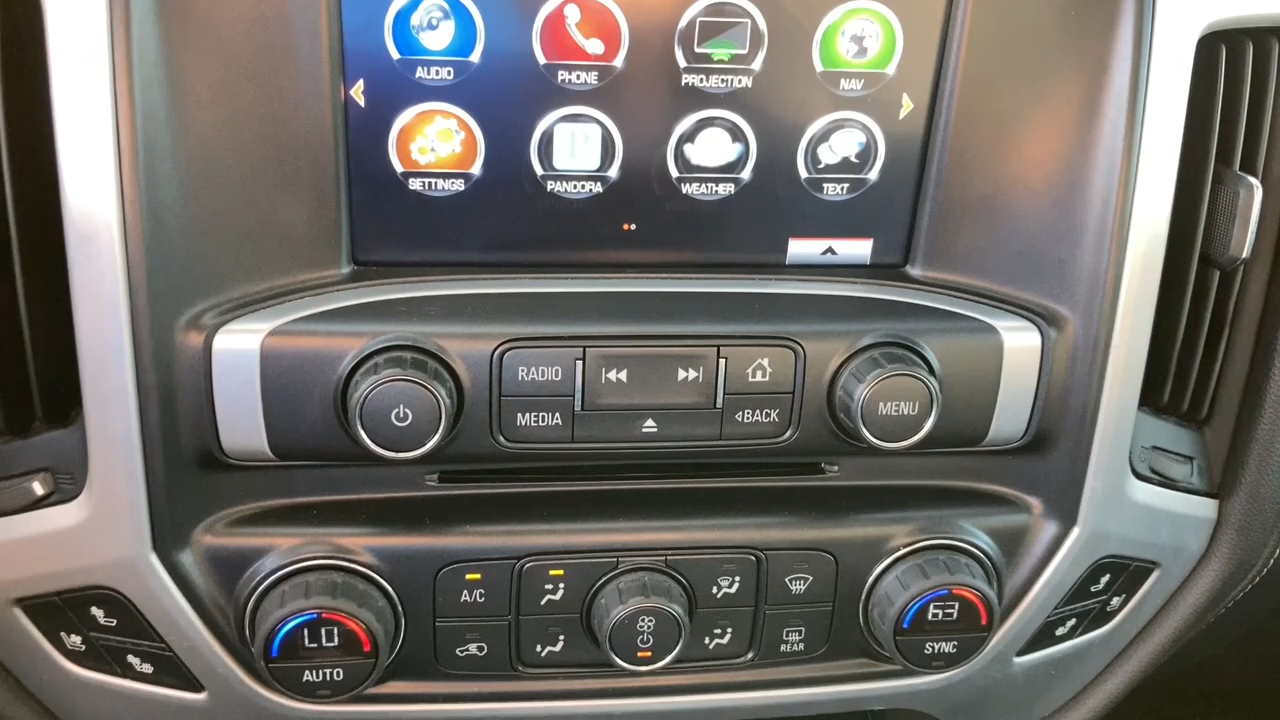 AUDIO PHONE PROJECTION NAV
SETTINGS PANDORA WEATHER TEXT
RADIO
MEDIA
BACK
MENU
A/C
REAR
LO
AUTO
63
SYNC